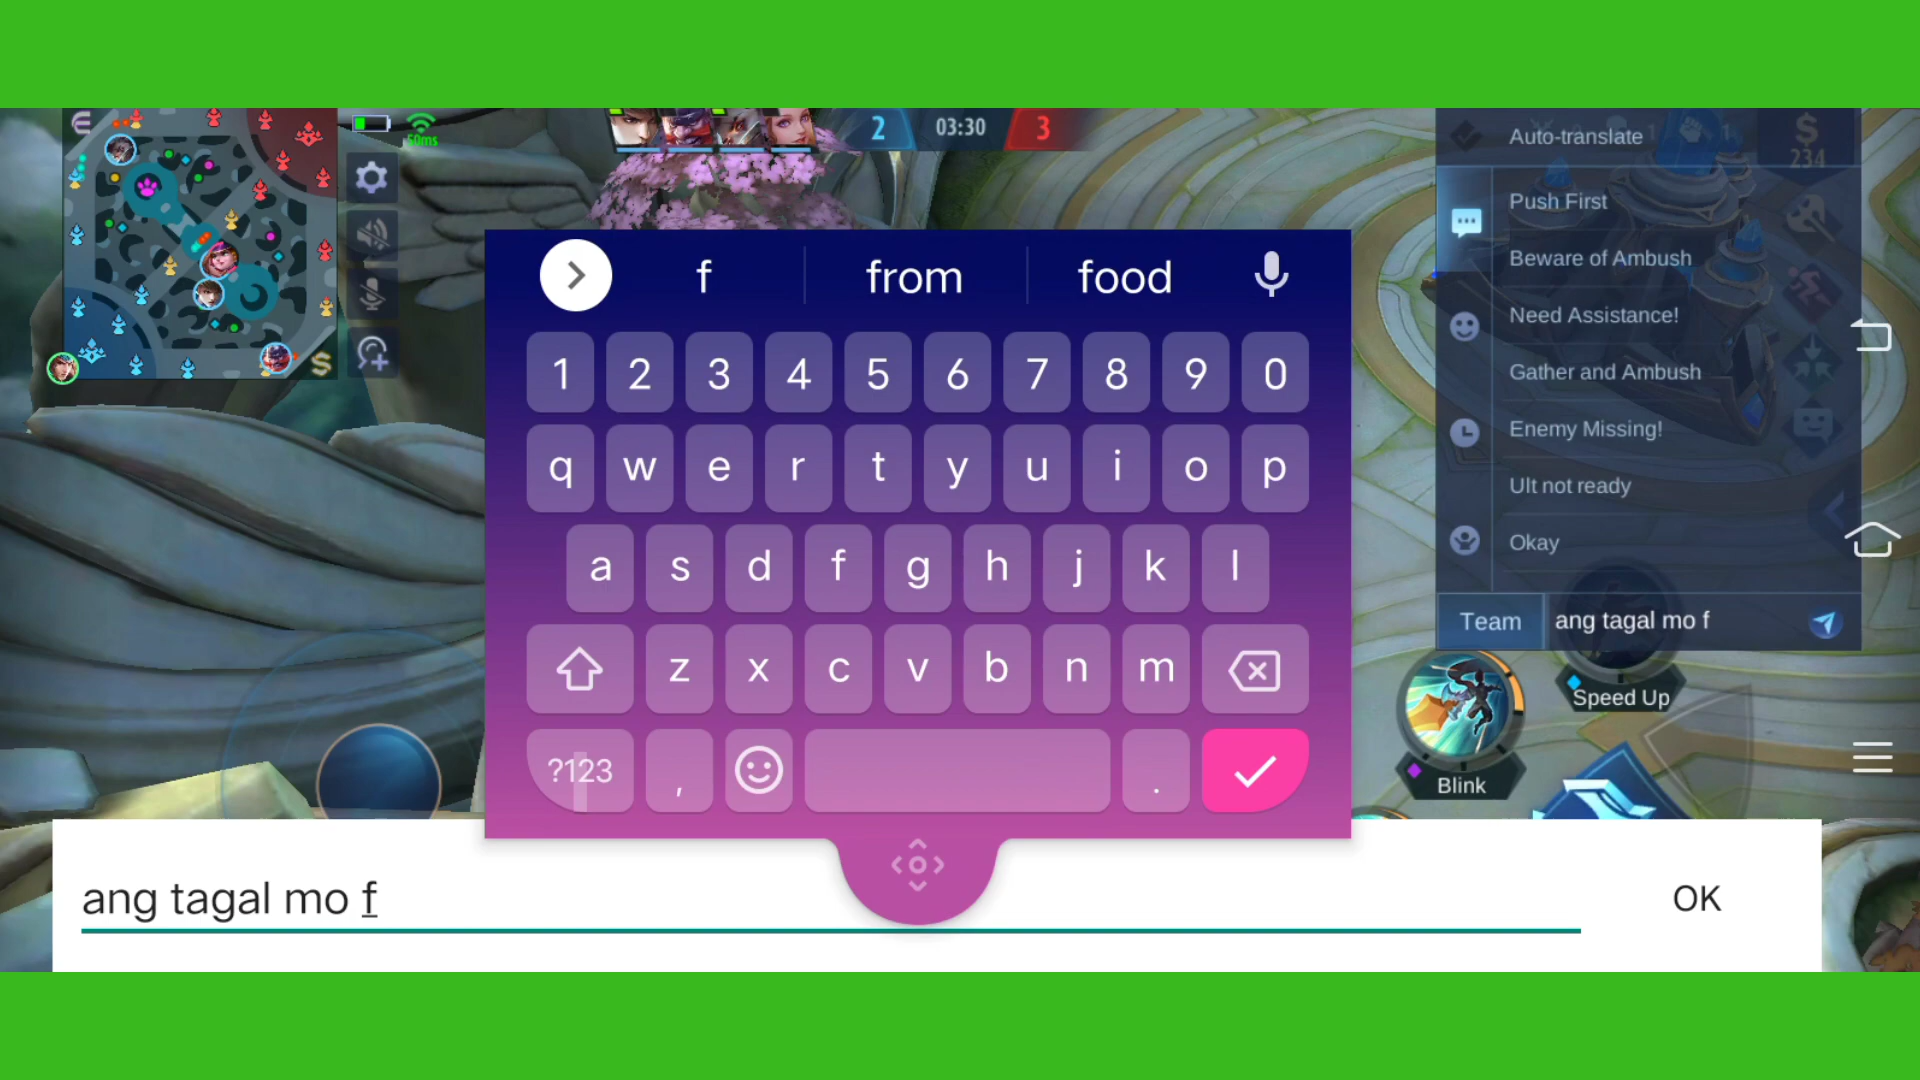 50ms
2 03:30 3
Auto-translate
234
Push First
Beware of Ambush
Need Assistance!
Gather and Ambush
Enemy Missing!
Ult not ready
Okay
Team ang tagal mo f
f from food
1 2 3 4 5 6 7 8 9 0
q w e r t y u i o p
a s d f g h j k l
z x c v b n m
?123 , .
Speed Up
Blink
ang tagal mo f
OK